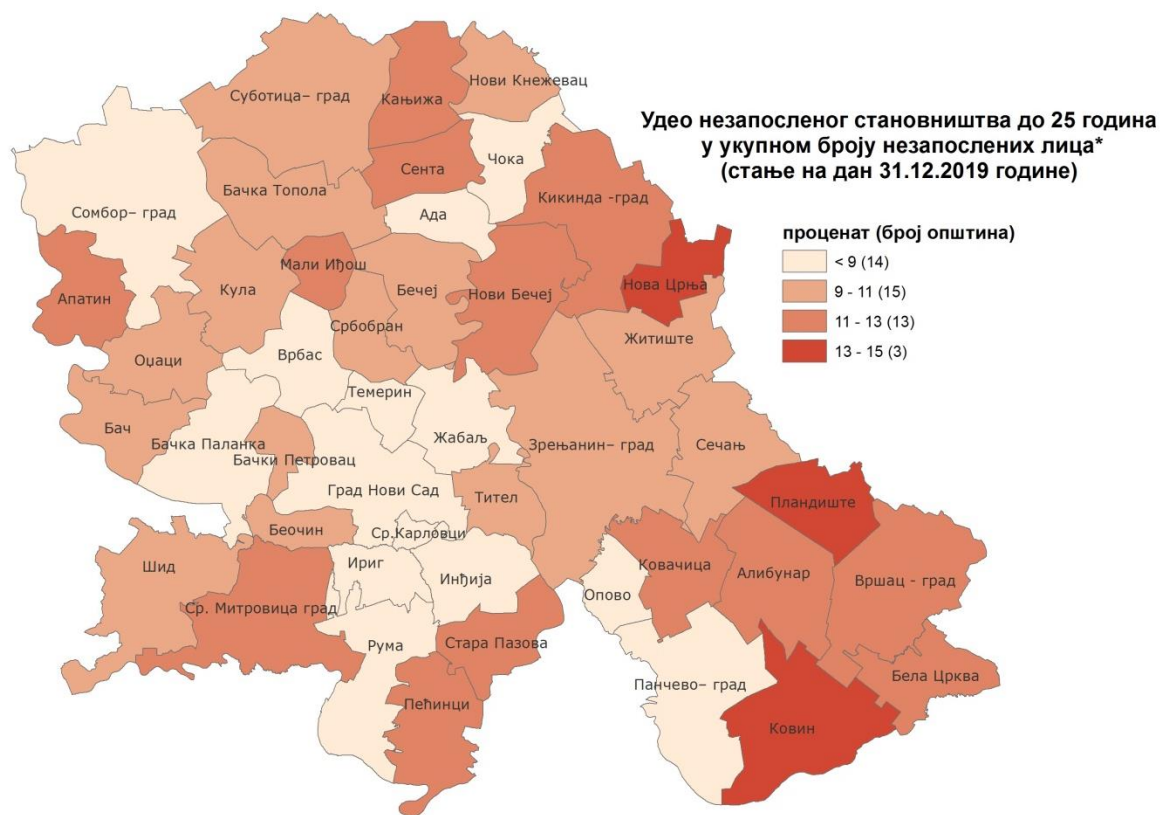 Удео незапосленог становништва до 25 година
у укупном броју незапослених лица*
(стање на дан 31.12.2019 године)
проценат (број општина)
< 9 (14)
9 - 11 (15)
11 - 13 (13)
13 - 15 (3)
Суботица- град
Кањижа
Нови Кнежевац
Чока
Сента
Бачка Топола
Ада
Кикинда -град
Сомбор- град
Мали Иђош
Апатин
Кула
Бечеј
Нови Бечеј
Нова Црња
Србобран
Житиште
Оџаци
Врбас
Темерин
Бач
Бачка Паланка
Бачки Петровац
Жабаљ
Зрењанин- град
Сечањ
Град Нови Сад
Тител
Пландиште
Беочин
Ср.Карловци
Шид
Ириг
Инђија
Ковачица
Алибунар
Вршац - град
Опово
Ср. Митровица град
Рума
Стара Пазова
Бела Црква
Панчево- град
Пећинци
Ковин